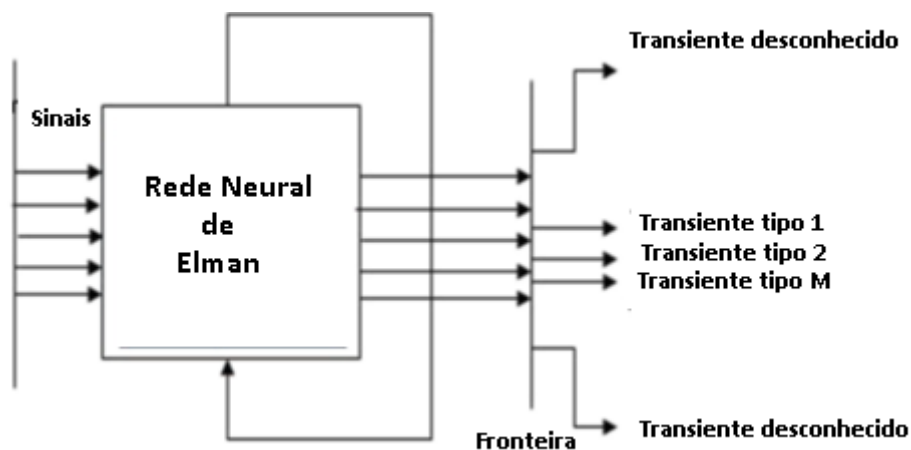 Transiente desconhecido
Sinais
Rede Neural
de
Elman
Transiente tipo 1
Transiente tipo 2
Transiente tipo M
Fronteira
Transiente desconhecido